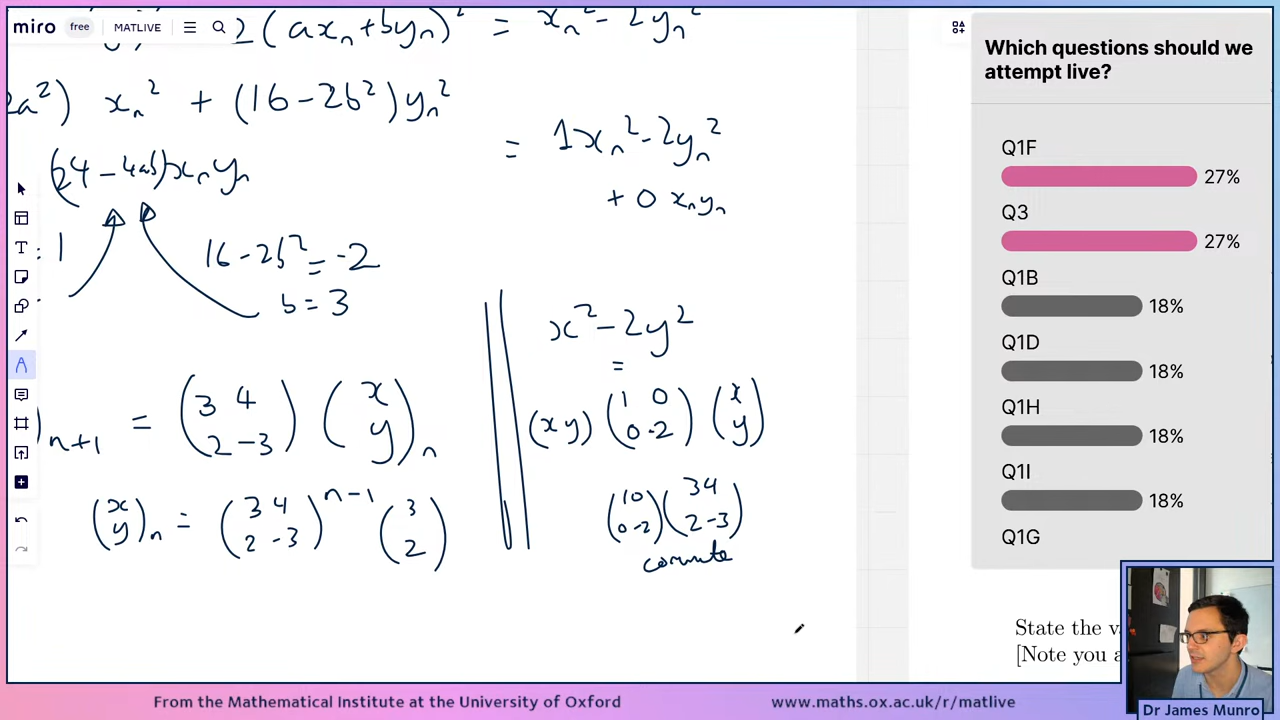 miro free MATLIVE
2(axₙ+byₙ)² = xₙ² - 2yₙ²
2a²) xₙ² + (16-2b²)yₙ²
= 1xₙ² - 2yₙ²
(24 - 4ab)xₙyₙ
+ 0 xₙyₙ
= 1
16-2b² = -2
b = 3
x² - 2y²
=
)ₙ₊₁ = (3 4
2 -3) (x
y)ₙ
(x y) (1 0
0 -2) (x
y)
(x
y)ₙ = (3 4
2 -3)ⁿ⁻¹ (3
2)
(1 0
0 -2) (3 4
2 -3)
commute
Which questions should we
attempt live?
Q1F
27%
Q3
27%
Q1B
18%
Q1D
18%
Q1H
18%
Q1I
18%
Q1G
State the v
[Note you a
From the Mathematical Institute at the University of Oxford www.maths.ox.ac.uk/r/matlive
Dr James Munro